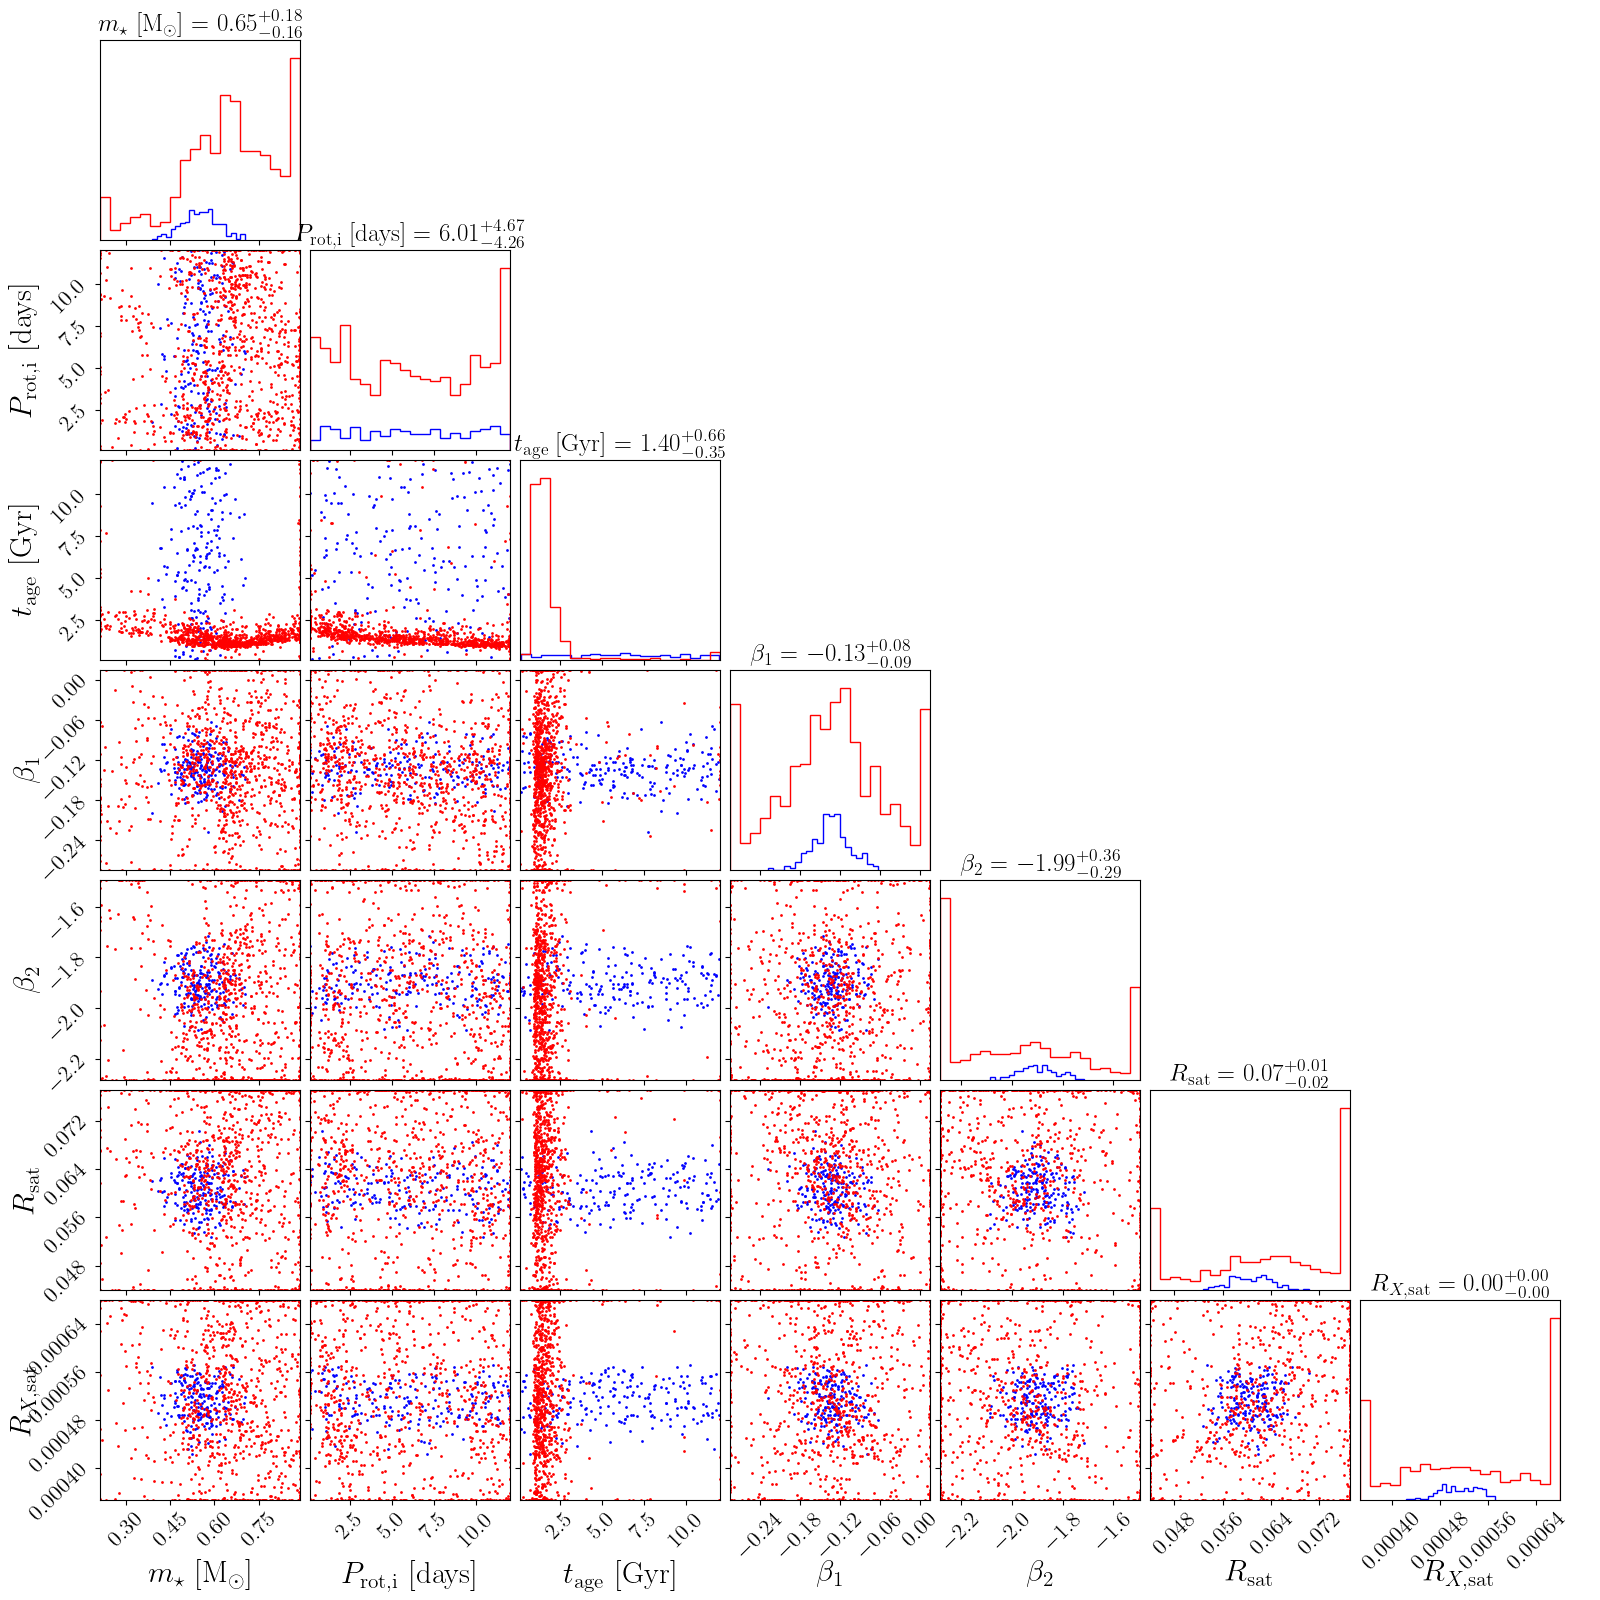 m⋆ [M⊙] = 0.65+0.18−0.16
Prot,i [days] = 6.01+4.67−4.26
tage [Gyr] = 1.40+0.66−0.35
β1 = −0.13+0.08−0.09
β2 = −1.99+0.36−0.29
Rsat = 0.07+0.01−0.02
RX,sat = 0.00+0.00−0.00
Prot,i [days]
10.0
7.5
5.0
2.5
tage [Gyr]
10.0
7.5
5.0
2.5
β1
0.00
−0.06
−0.12
−0.18
−0.24
β2
−1.6
−1.8
−2.0
−2.2
Rsat
0.072
0.064
0.056
0.048
RX,sat
0.00064
0.00056
0.00048
0.00040
0.30 0.45 0.60 0.75 2.5 5.0 7.5 10.0 2.5 5.0 7.5 10.0 −0.24 −0.18 −0.12 −0.06 0.00 −2.2 −2.0 −1.8 −1.6 0.048 0.056 0.064 0.072 0.00040 0.00048 0.00056 0.00064
m⋆ [M⊙] Prot,i [days] tage [Gyr] β1 β2 Rsat RX,sat